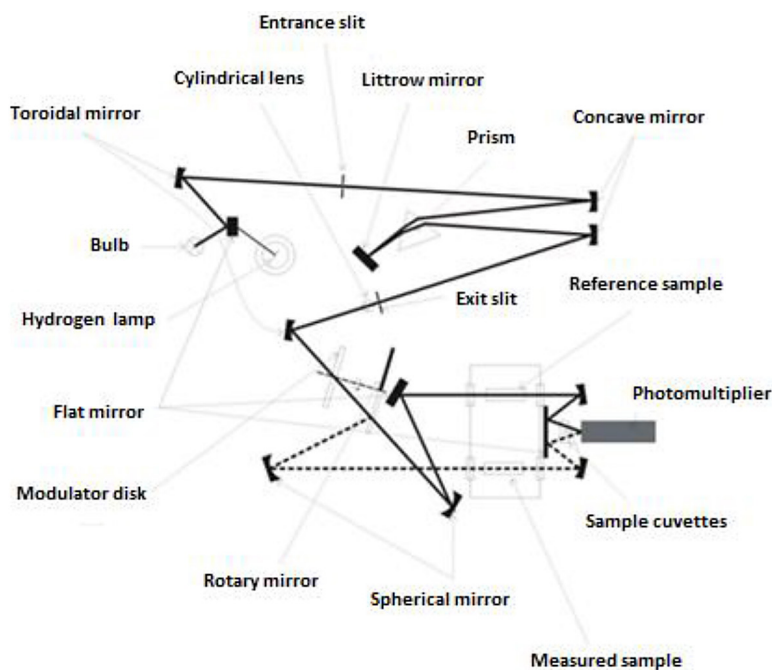 Entrance slit
Cylindrical lens
Littrow mirror
Toroidal mirror
Concave mirror
Prism
Bulb
Reference sample
Exit slit
Hydrogen lamp
Photomultiplier
Flat mirror
Modulator disk
Sample cuvettes
Rotary mirror
Spherical mirror
Measured sample